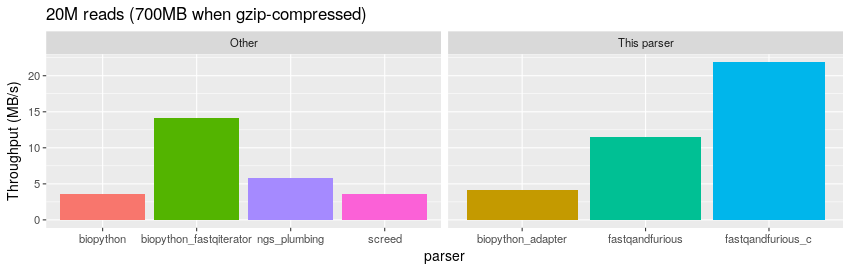 20M reads (700MB when gzip-compressed)
Other
This parser
Throughput (MB/s)
20
15
10
5
0
biopython
biopython_fastqiterator
ngs_plumbing
screed
biopython_adapter
fastqandfurious
fastqandfurious_c
parser